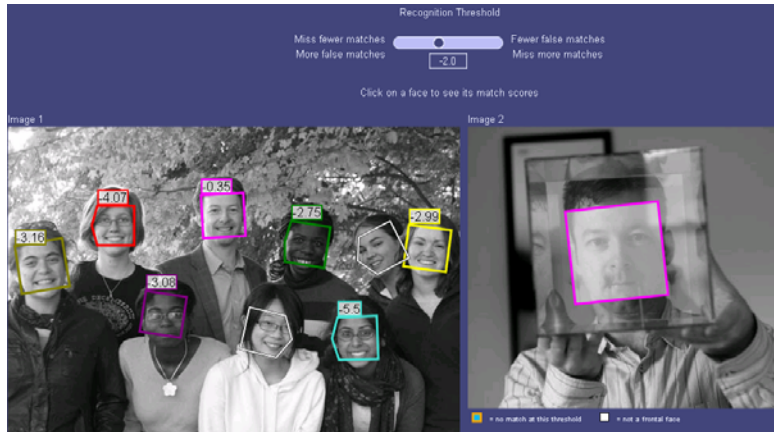 Recognition Threshold
Miss fewer matches
Fewer false matches
More false matches
Miss more matches
-2.0
Click on a face to see its match scores
Image 1
Image 2
-4.07
-0.35
-2.75
-2.99
-3.16
-3.08
-5.5
= no match at this threshold
= not a frontal face